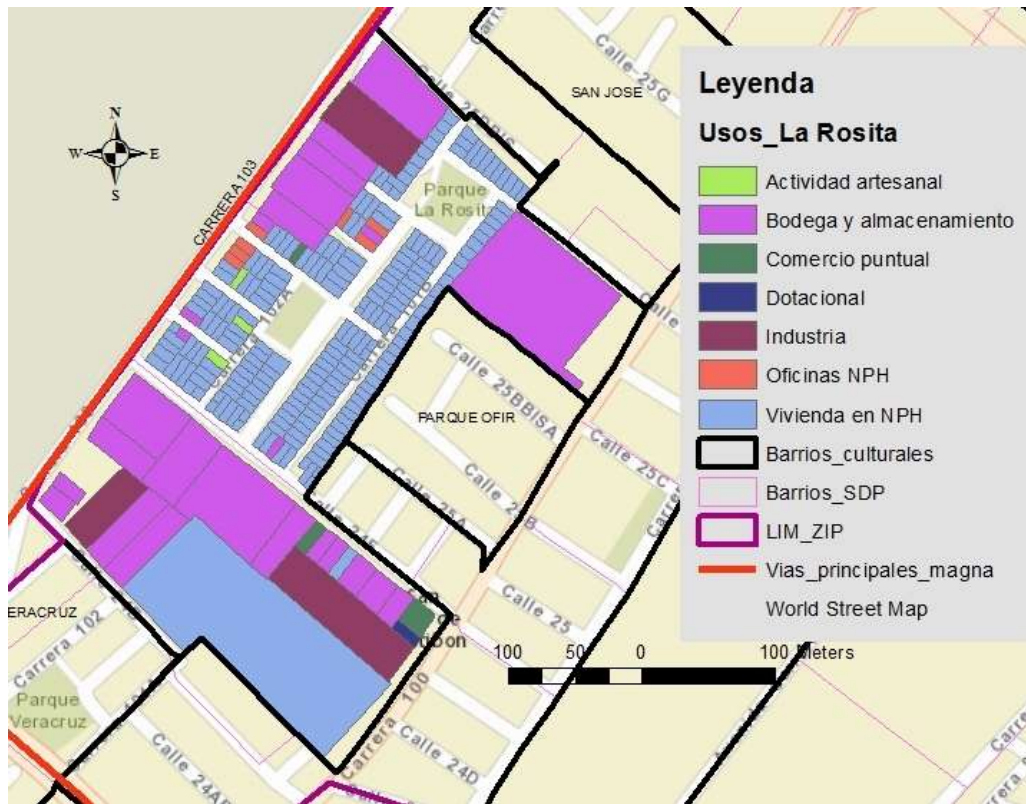 Leyenda
Usos_La Rosita
Actividad artesanal
Bodega y almacenamiento
Comercio puntual
Dotacional
Industria
Oficinas NPH
Vivienda en NPH
Barrios_culturales
Barrios_SDP
LIM_ZIP
Vias_principales_magna
World Street Map
N
W
E
S
CARRERA 103
SAN JOSE
Calle 25G
Parque
La Rosita
Carrera 102A
PARQUE OFIR
Calle 25BBISA
Calle 25C
Calle 25B
Calle 25A
Calle 25
ERACRUZ
Carrera 102
Parque
Veracruz
Carrera 100
Calle 24D
100 50 0 100 Meters